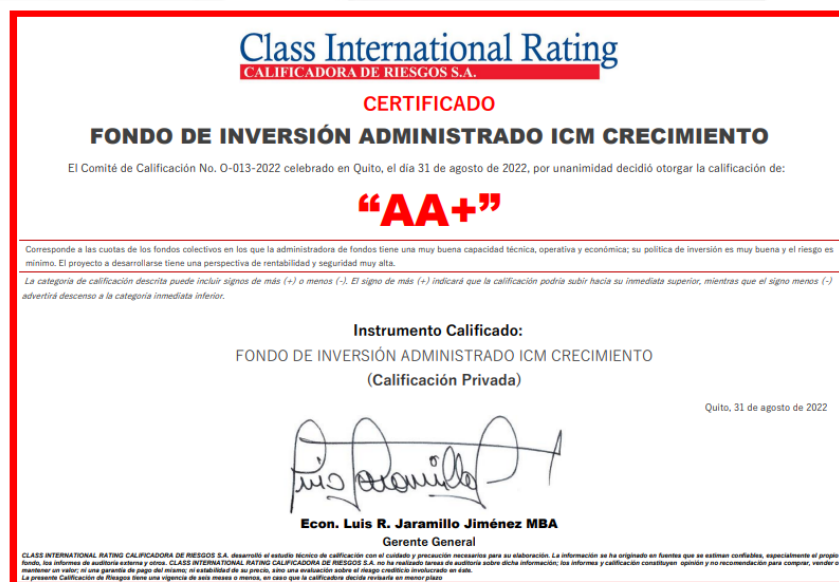 Class International Rating
CALIFICADORA DE RIESGOS S.A.
CERTIFICADO
FONDO DE INVERSIÓN ADMINISTRADO ICM CRECIMIENTO
El Comité de Calificación No. O-013-2022 celebrado en Quito, el día 31 de agosto de 2022, por unanimidad decidió otorgar la calificación de:
“AA+”
Corresponde a las cuotas de los fondos colectivos en los que la administradora de fondos tiene una muy buena capacidad técnica, operativa y económica; su política de inversión es muy buena y el riesgo es
mínimo. El proyecto a desarrollarse tiene una perspectiva de rentabilidad y seguridad muy alta.
La categoría de calificación descrita puede incluir signos de más (+) o menos (-). El signo de más (+) indicará que la calificación podría subir hacia su inmediata superior, mientras que el signo menos (-)
advertirá descenso a la categoría inmediata inferior.
Instrumento Calificado:
FONDO DE INVERSIÓN ADMINISTRADO ICM CRECIMIENTO
(Calificación Privada)
Quito, 31 de agosto de 2022
Luis Jaramillo
Econ. Luis R. Jaramillo Jiménez MBA
Gerente General
CLASS INTERNATIONAL RATING CALIFICADORA DE RIESGOS S.A. desarrolló el estudio técnico de calificación con el cuidado y precaución necesarios para su elaboración. La información se ha originado en fuentes que se estiman confiables, especialmente el propio
fondo, los informes de auditoría externa y otros. CLASS INTERNATIONAL RATING CALIFICADORA DE RIESGOS S.A. no ha realizado tareas de auditoría sobre dicha información; los informes y calificación constituyen opinión y no recomendación para comprar, vender
mantener un valor; ni una garantía de pago del mismo; ni estabilidad de su precio, sino una evaluación sobre el riesgo crediticio involucrado en éste.
La presente Calificación de Riesgos tiene una vigencia de seis meses o menos, en caso que la calificadora decida revisarla en menor plazo